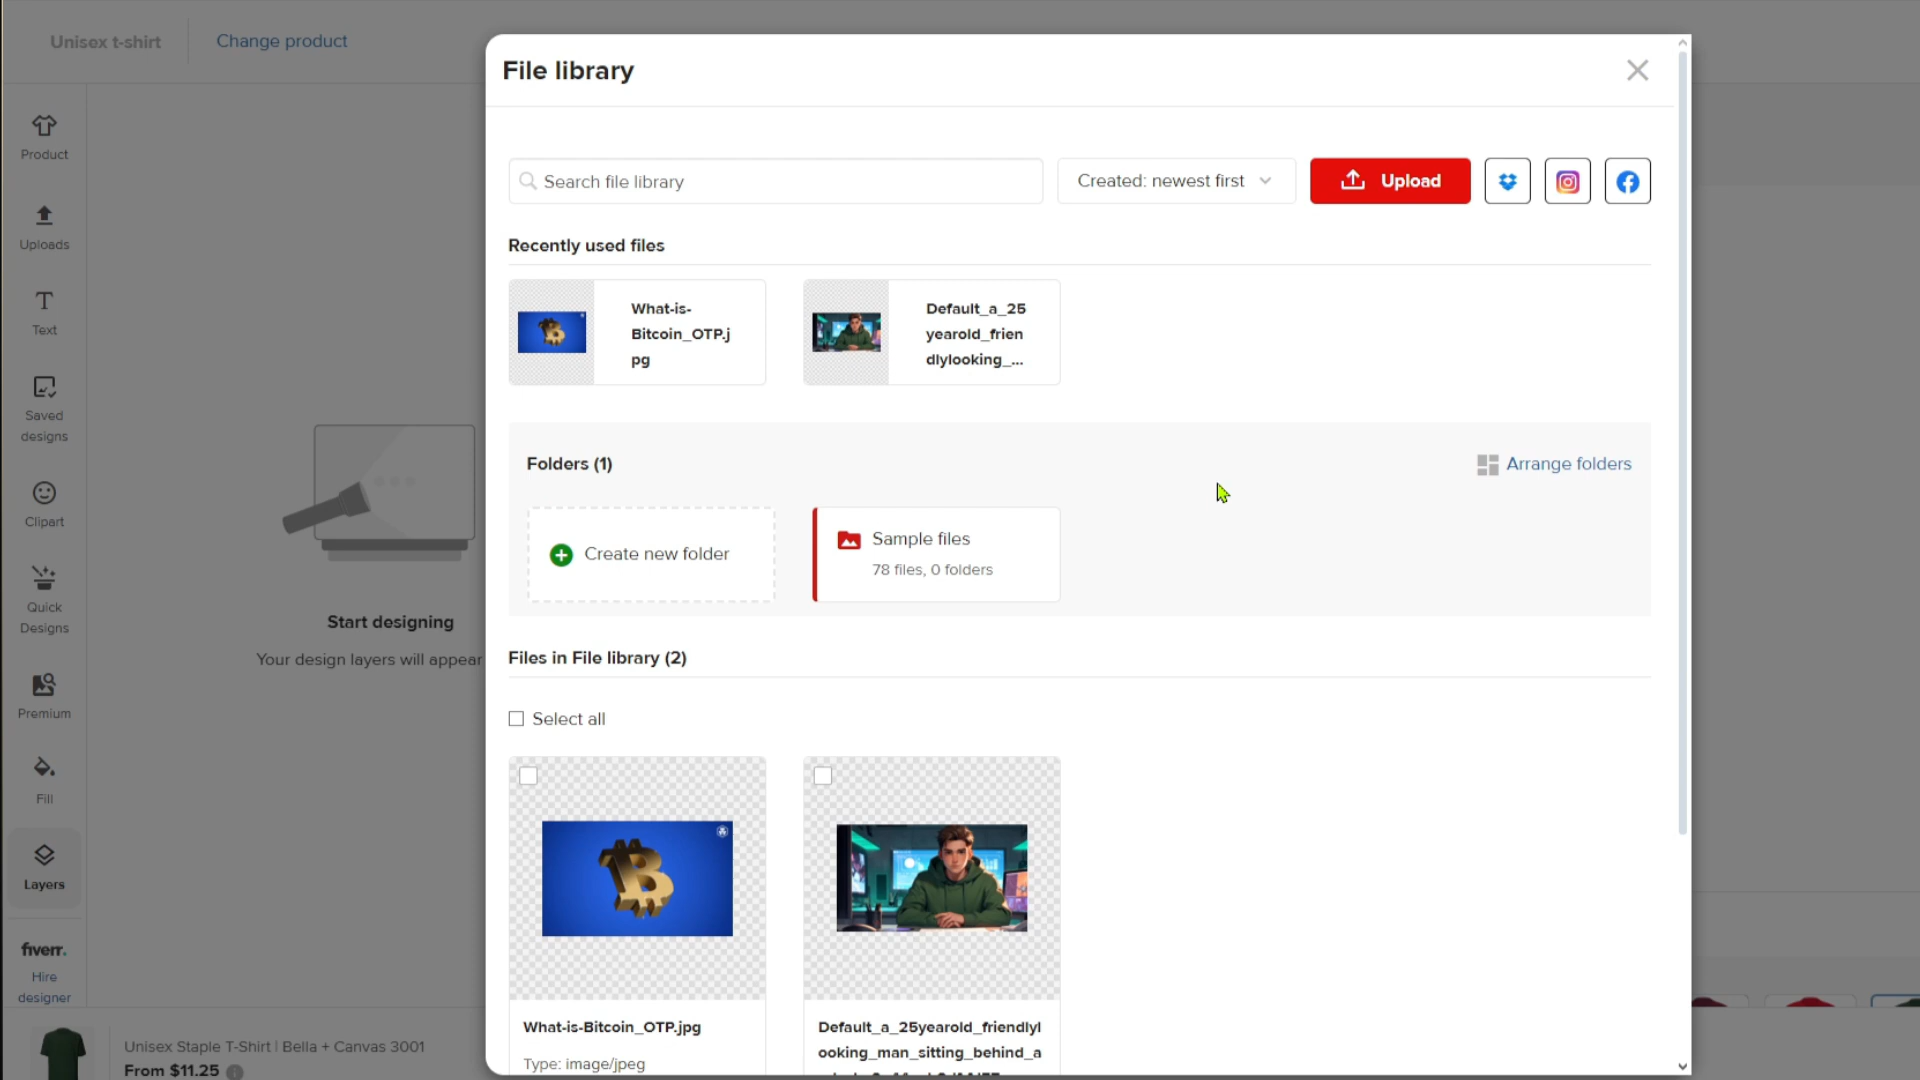 Unisex t-shirt
Change product
Product
Uploads
Text
Saved
designs
Clipart
Quick
Designs
Premium
Fill
Layers
fiverr.
Hire
designer
Start designing
Your design layers will appear
Unisex Staple T-Shirt | Bella + Canvas 3001
From $11.25
File library
Search file library
Created: newest first
Upload
Recently used files
What-is-
Bitcoin_OTP.j
pg
Default_a_25
yearold_frien
dlylooking_...
Folders (1)
Arrange folders
Create new folder
Sample files
78 files, 0 folders
Files in File library (2)
Select all
What-is-Bitcoin_OTP.jpg
Type: image/jpeg
Default_a_25yearold_friendlyl
ooking_man_sitting_behind_a